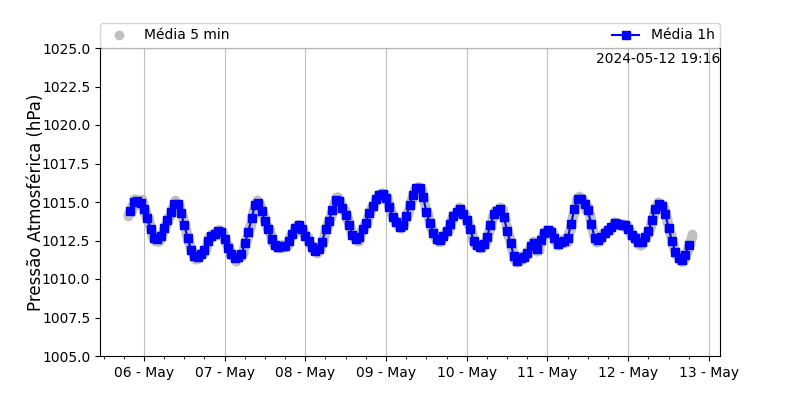 Média 5 min
Média 1h
2024-05-12 19:16
Pressão Atmosférica (hPa)
1025.0
1022.5
1020.0
1017.5
1015.0
1012.5
1010.0
1007.5
1005.0
06 - May
07 - May
08 - May
09 - May
10 - May
11 - May
12 - May
13 - May